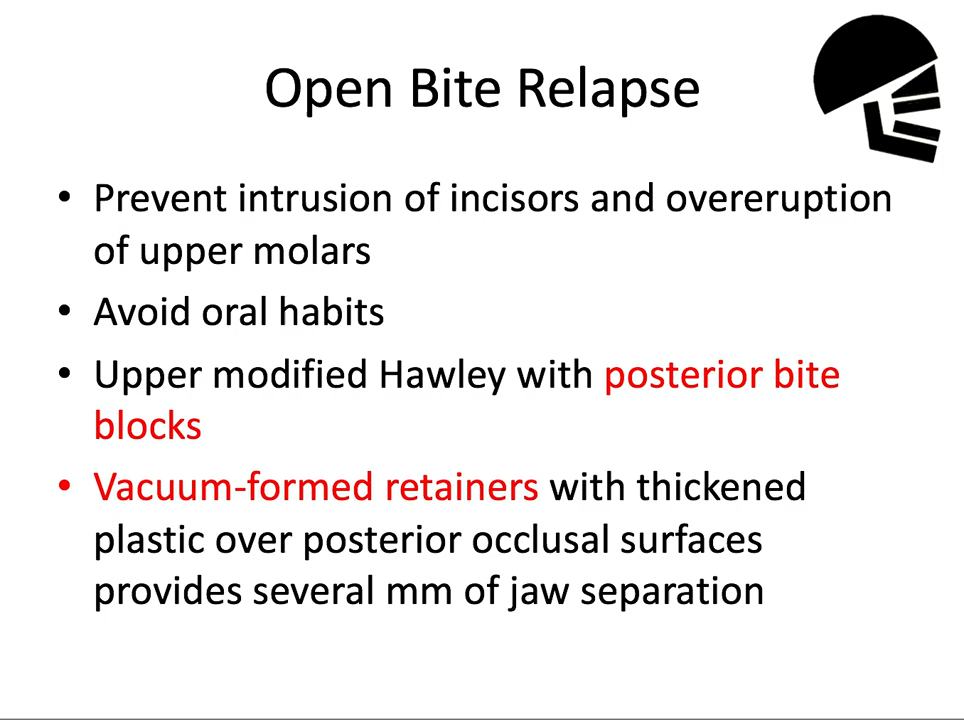 Open Bite Relapse
• Prevent intrusion of incisors and overeruption
of upper molars
• Avoid oral habits
• Upper modified Hawley with posterior bite
blocks
• Vacuum-formed retainers with thickened
plastic over posterior occlusal surfaces
provides several mm of jaw separation